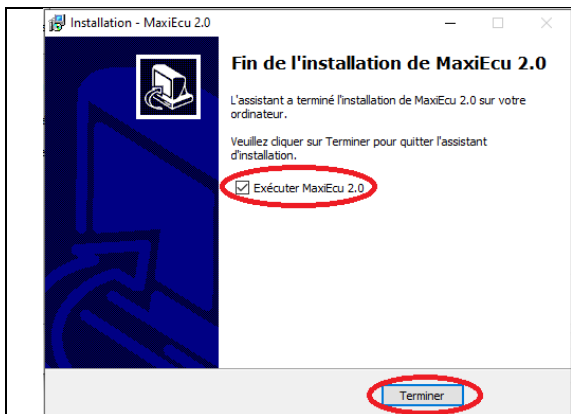 Installation - MaxiEcu 2.0
Fin de l'installation de MaxiEcu 2.0
L'assistant a terminé l'installation de MaxiEcu 2.0 sur votre
ordinateur.
Veuillez cliquer sur Terminer pour quitter l'assistant
d'installation.
Exécuter MaxiEcu 2.0
Terminer